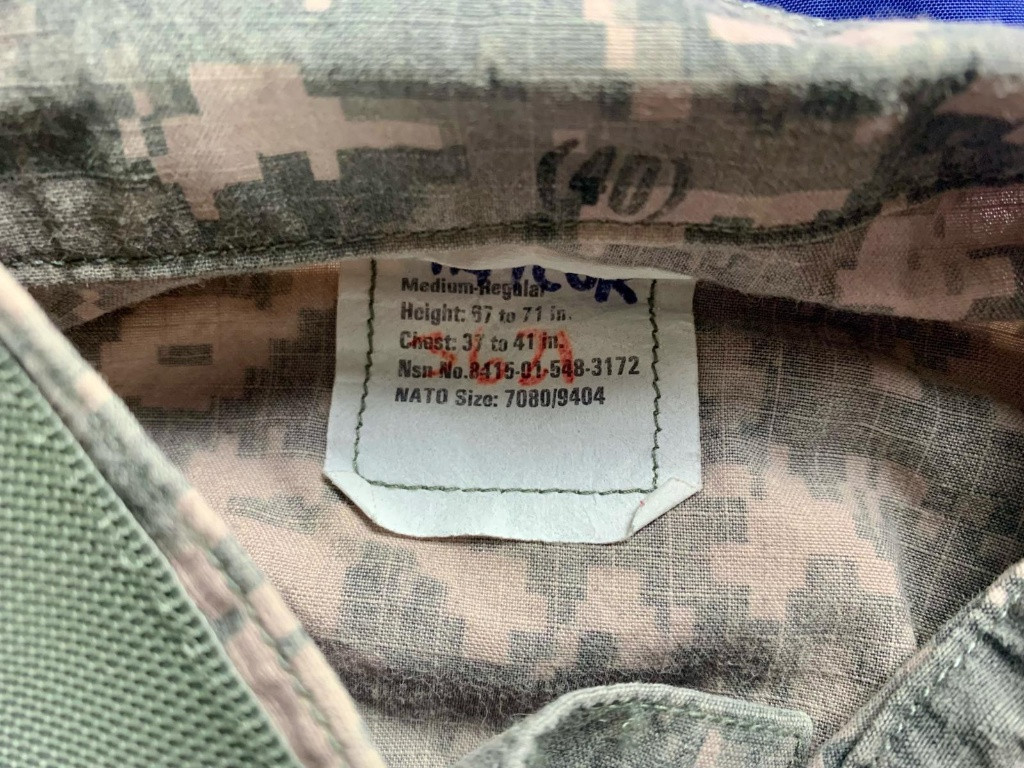 (40)
Medium-Regular
Height: 67 to 71 in.
Chest: 37 to 41 in.
Nsn No.8415-01-548-3172
NATO Size: 7080/9404